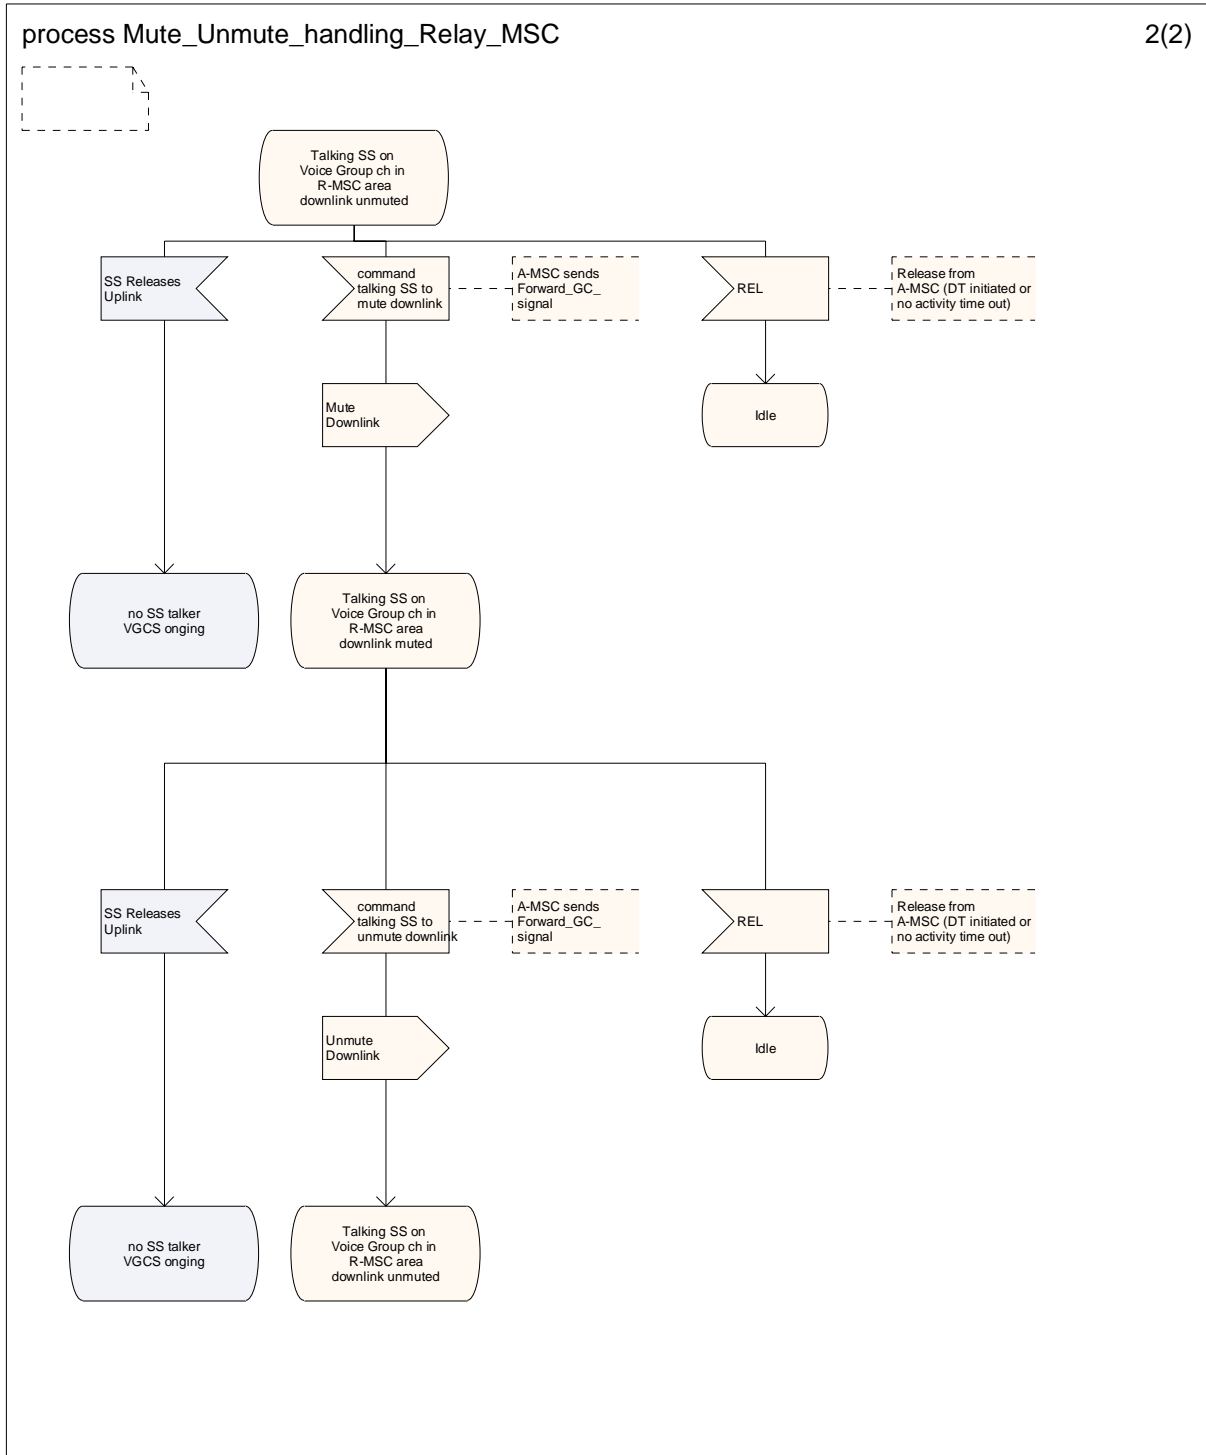 process Mute_Unmute_handling_Relay_MSC
2(2)
Talking SS on
Voice Group ch in
R-MSC area
downlink unmuted
SS Releases
Uplink
command
talking SS to
mute downlink
A-MSC sends
Forward_GC_
signal
REL
Release from
A-MSC (DT initiated or
no activity time out)
Mute
Downlink
Idle
no SS talker
VGCS onging
Talking SS on
Voice Group ch in
R-MSC area
downlink muted
SS Releases
Uplink
command
talking SS to
unmute downlink
A-MSC sends
Forward_GC_
signal
REL
Release from
A-MSC (DT initiated or
no activity time out)
Unmute
Downlink
Idle
no SS talker
VGCS onging
Talking SS on
Voice Group ch in
R-MSC area
downlink unmuted